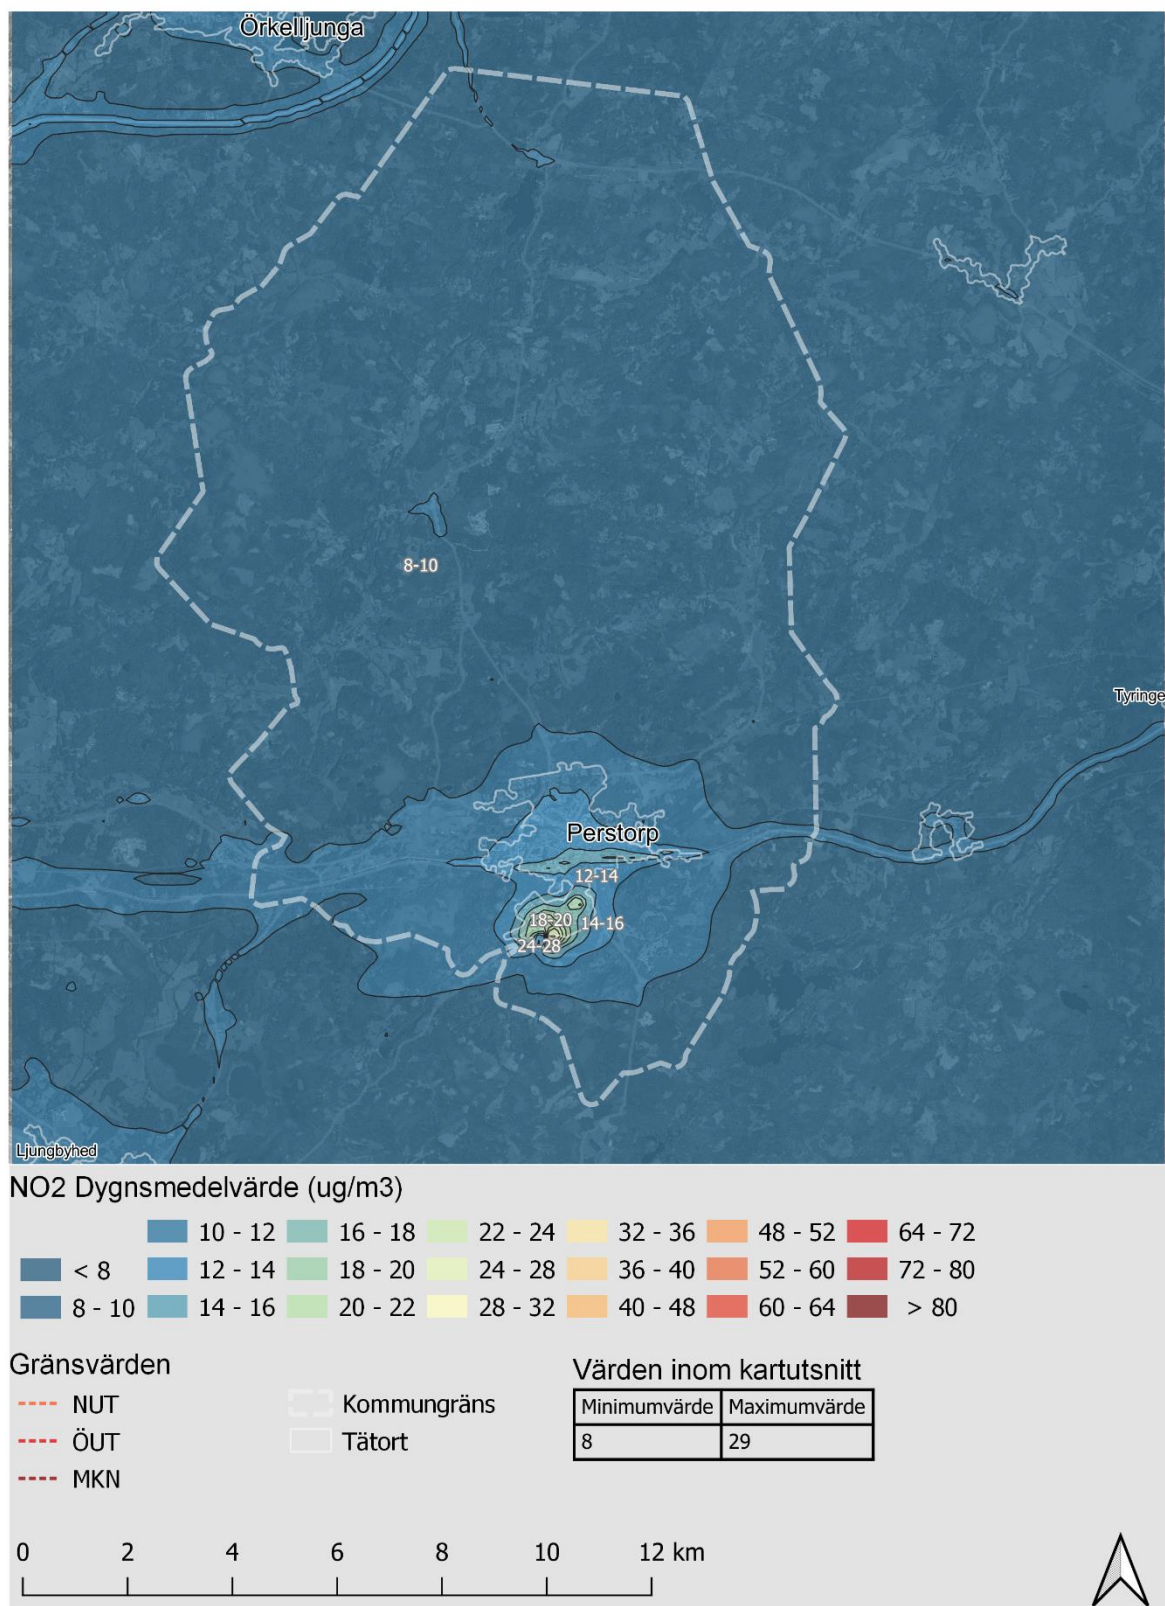 Örkelljunga
8-10
Tyringe
Perstorp
12-14
18-20
14-16
24-28
Ljungbyhed
NO2 Dygnsmedelvärde (ug/m3)
10 - 12 16 - 18 22 - 24 32 - 36 48 - 52 64 - 72
< 8 12 - 14 18 - 20 24 - 28 36 - 40 52 - 60 72 - 80
8 - 10 14 - 16 20 - 22 28 - 32 40 - 48 60 - 64 > 80
Gränsvärden
NUT
ÖUT
MKN
Kommungräns
Tätort
Värden inom kartutsnitt
Minimumvärde Maximumvärde
8 29
0 2 4 6 8 10 12 km